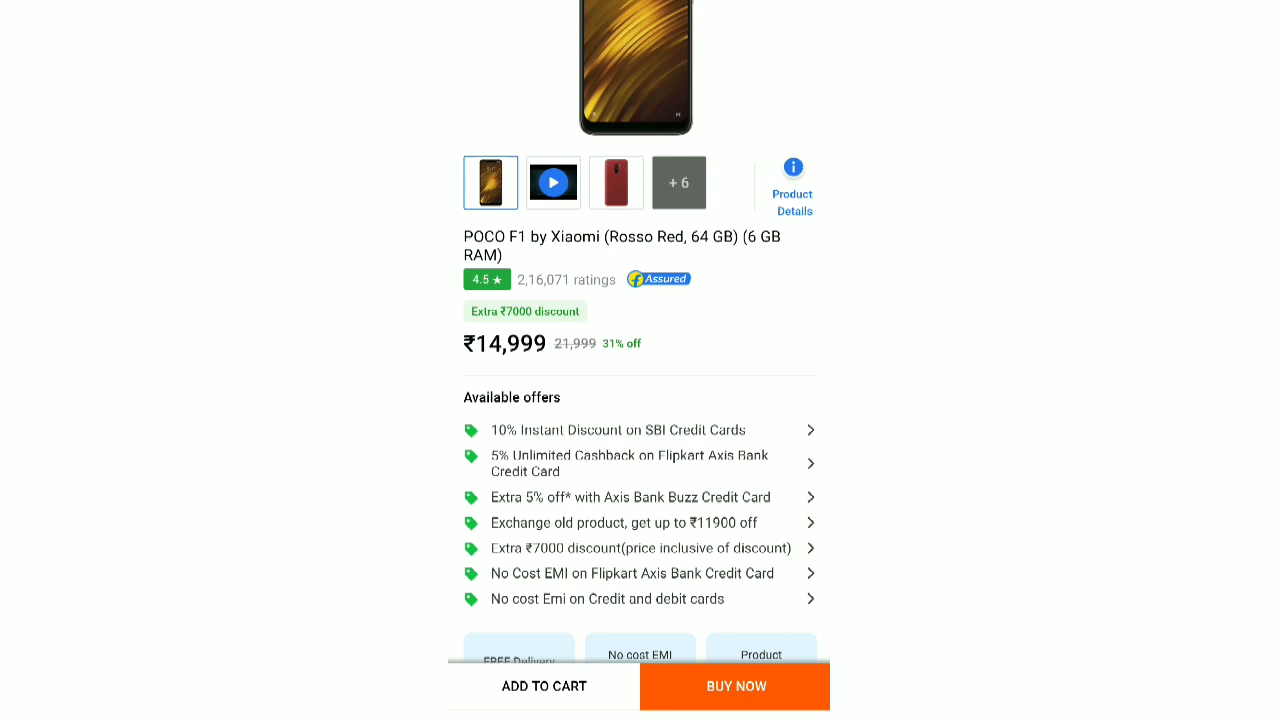 + 6
Product
Details
POCO F1 by Xiaomi (Rosso Red, 64 GB) (6 GB
RAM)
4.5 ★ 2,16,071 ratings f Assured
Extra ₹7000 discount
₹14,999 21,999 31% off
Available offers
10% Instant Discount on SBI Credit Cards
5% Unlimited Cashback on Flipkart Axis Bank
Credit Card
Extra 5% off* with Axis Bank Buzz Credit Card
Exchange old product, get up to ₹11900 off
Extra ₹7000 discount(price inclusive of discount)
No Cost EMI on Flipkart Axis Bank Credit Card
No cost Emi on Credit and debit cards
FREE Delivery No cost EMI Product
ADD TO CART BUY NOW